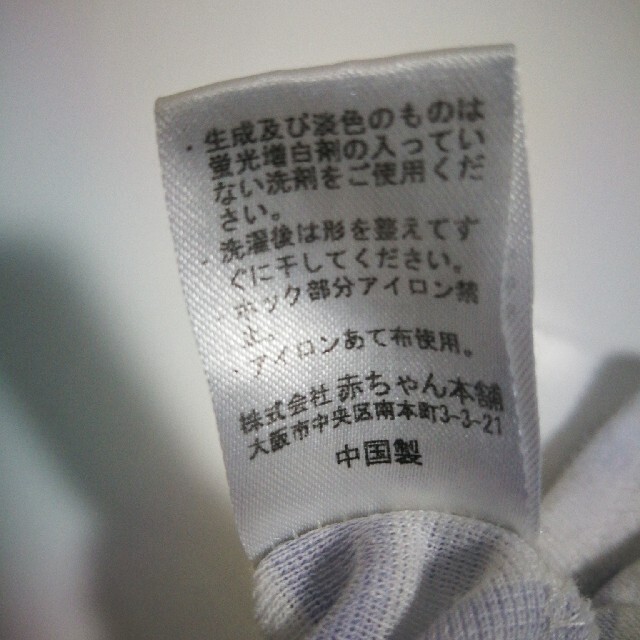 ・生成及び淡色のものは
蛍光増白剤の入ってい
ない洗剤をご使用くだ
さい。
・洗濯後は形を整えてす
ぐに干してください。
・ホック部分アイロン禁
止。
・アイロンあて布使用。
株式会社赤ちゃん本舗
大阪市中央区南本町3-3-21
中国製